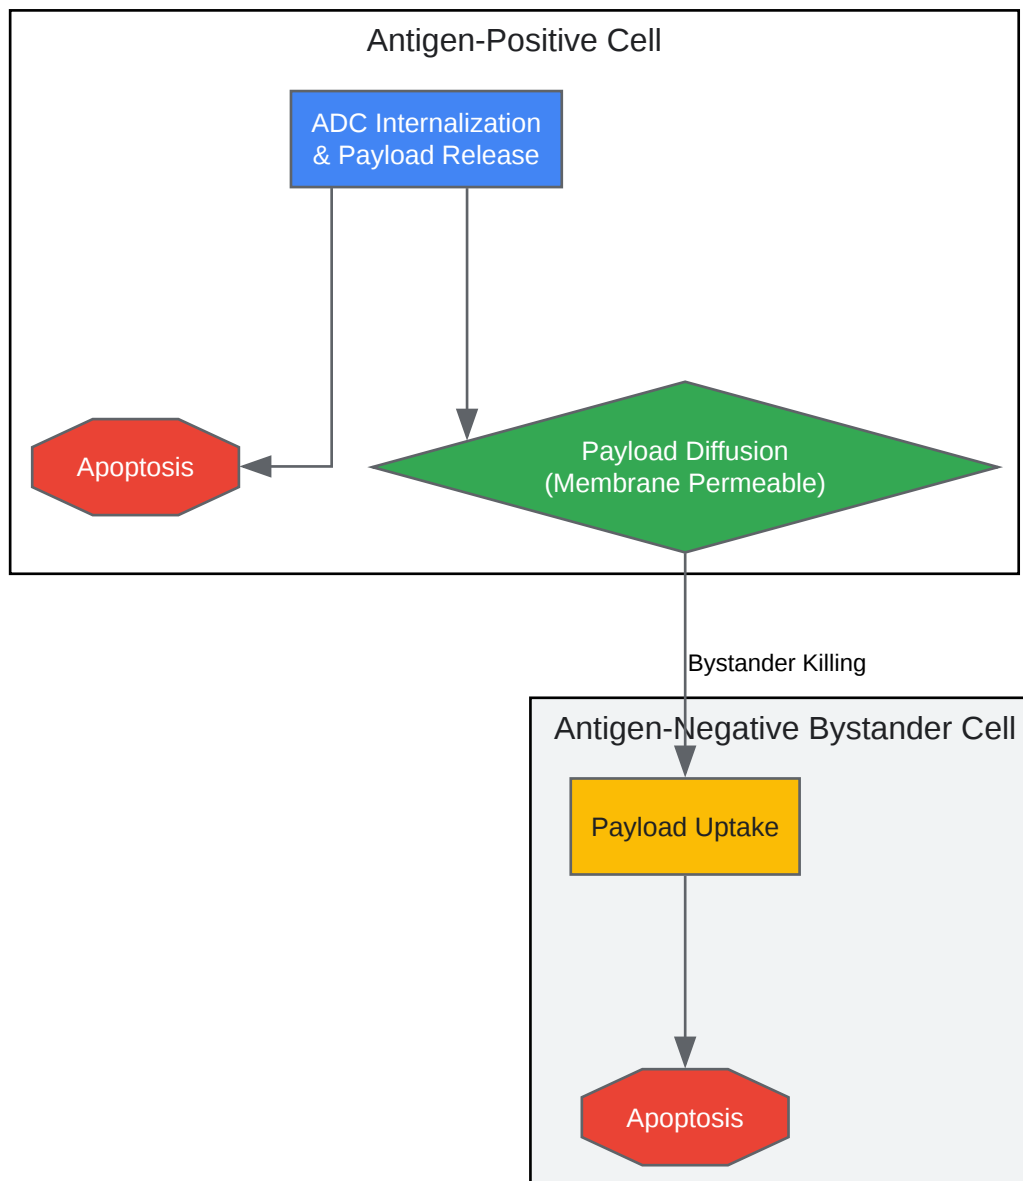 Antigen-Positive Cell
ADC Internalization
& Payload Release
Apoptosis
Payload Diffusion
(Membrane Permeable)
Bystander Killing
Antigen-Negative Bystander Cell
Payload Uptake
Apoptosis